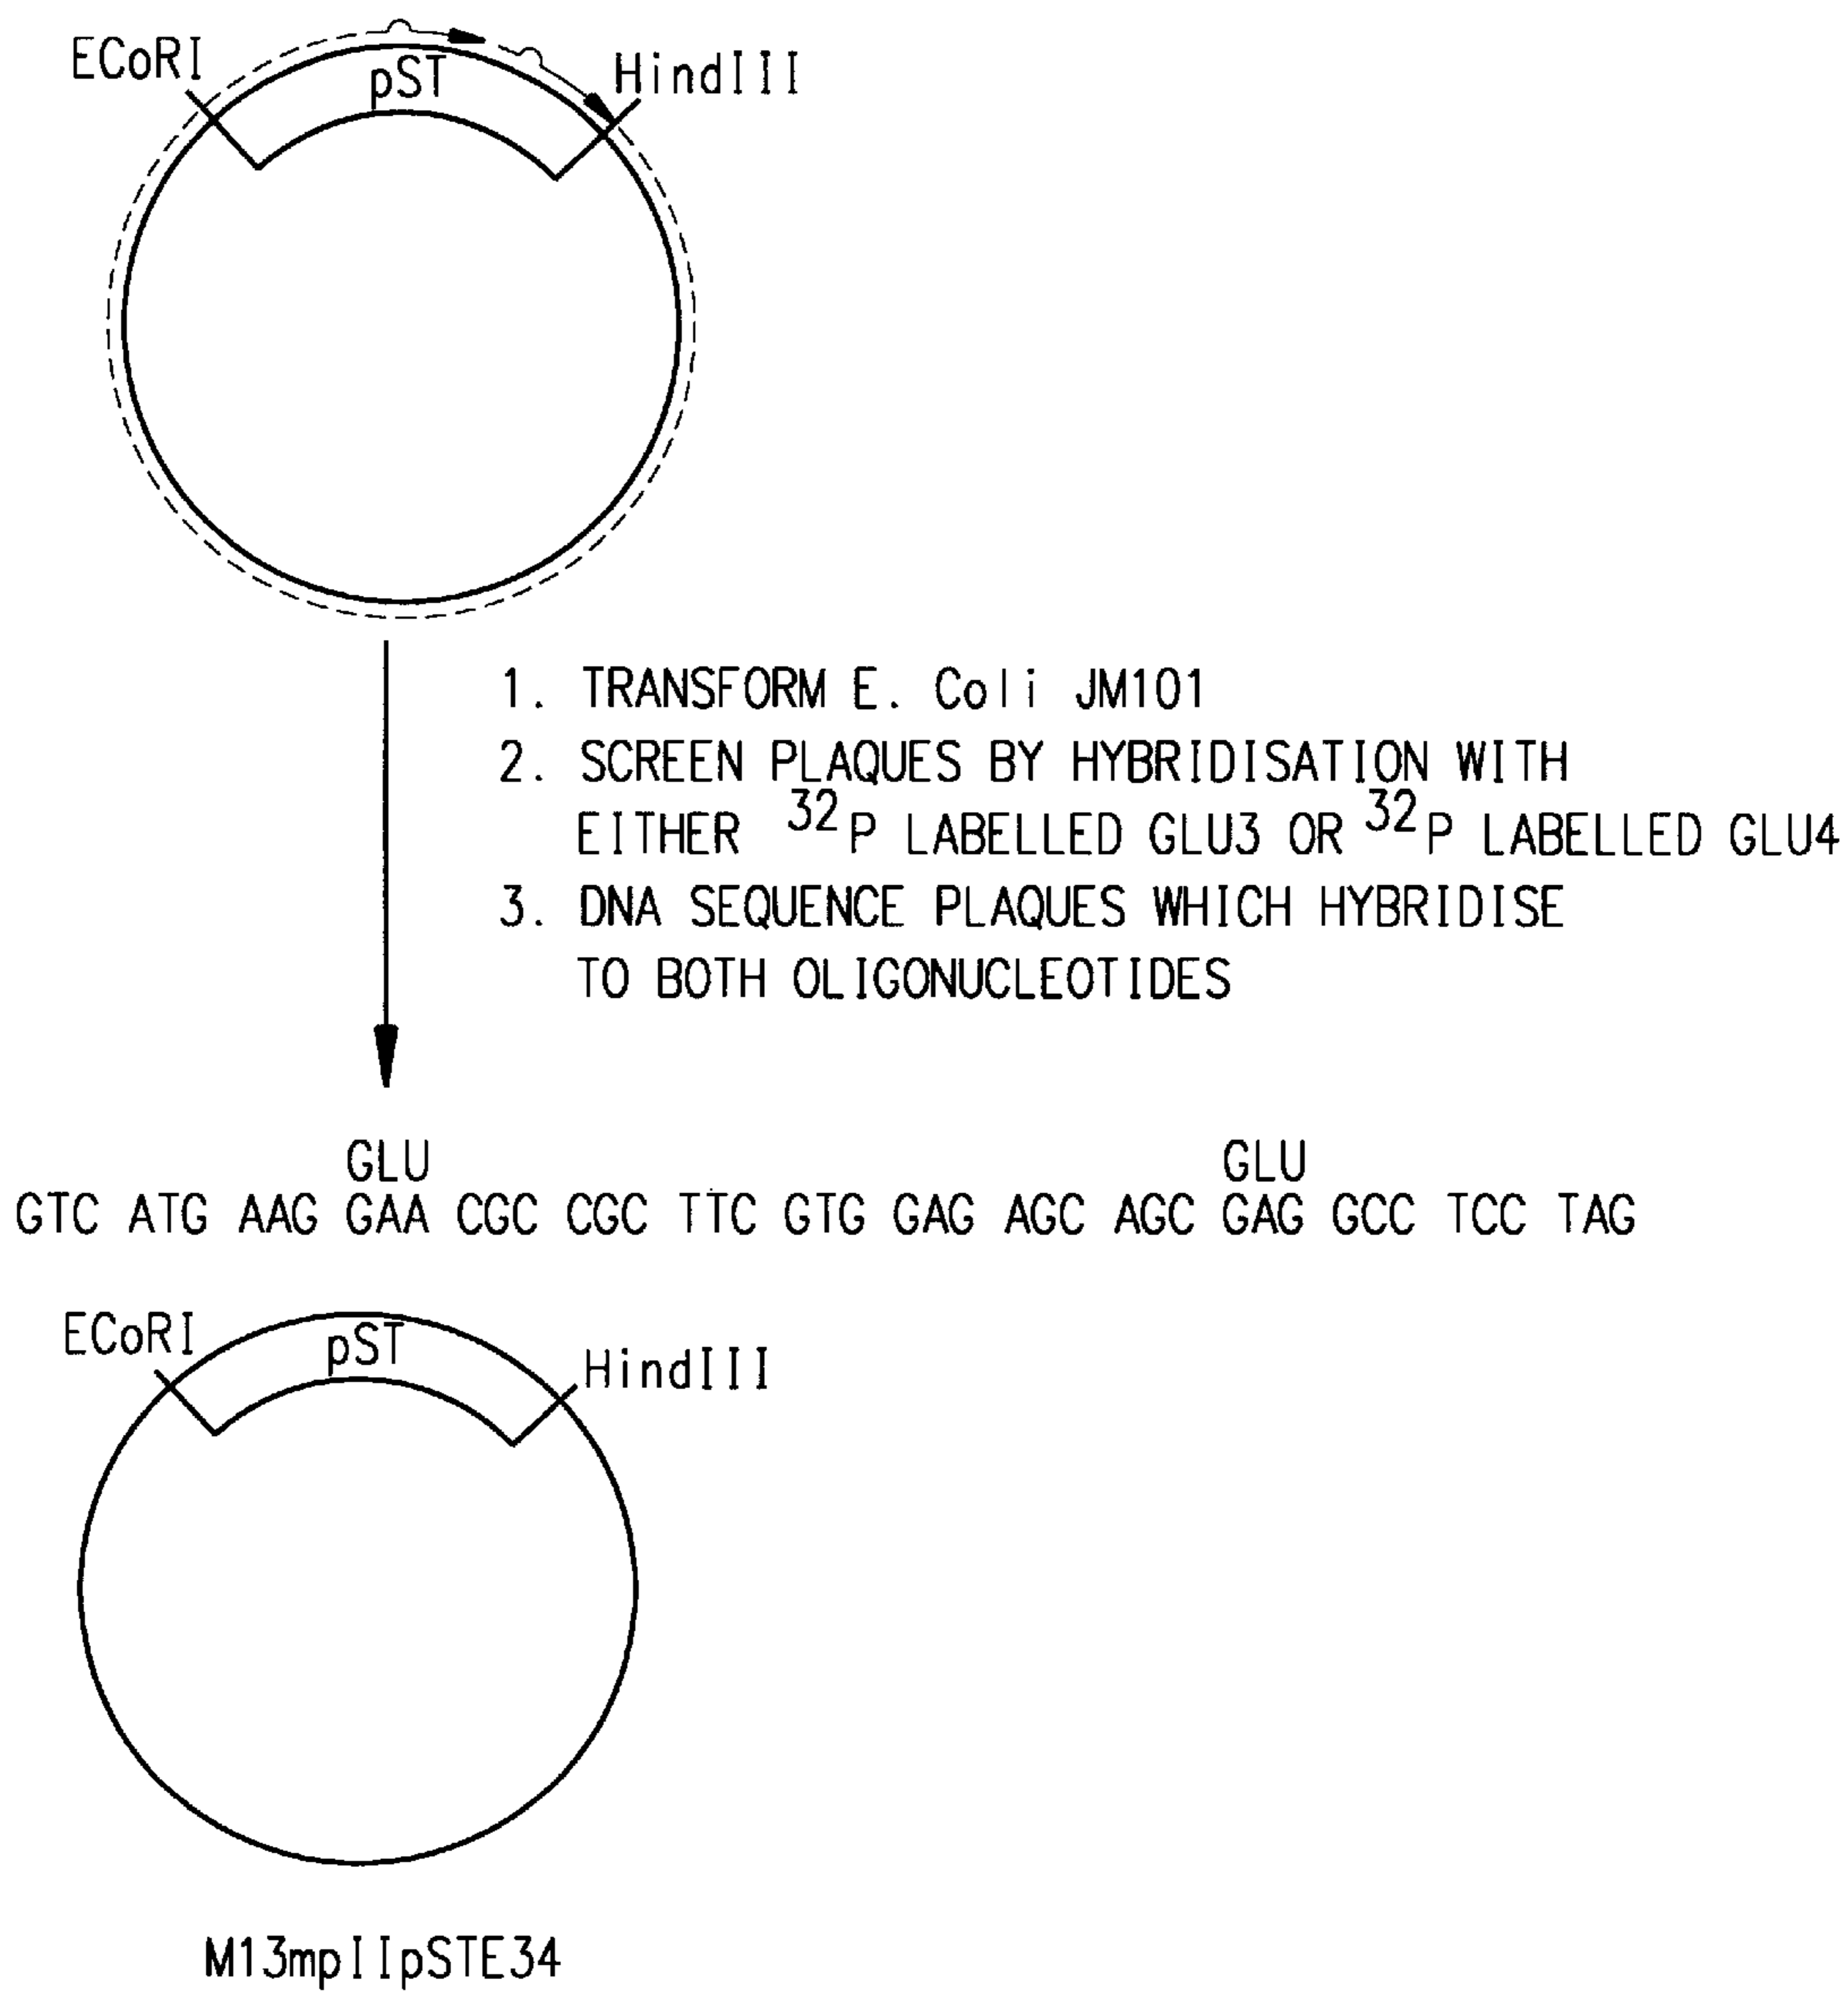 ECoRI
pST
HindIII
1. TRANSFORM E. Coli JM101
2. SCREEN PLAQUES BY HYBRIDISATION WITH
EITHER 32P LABELLED GLU3 OR 32P LABELLED GLU4
3. DNA SEQUENCE PLAQUES WHICH HYBRIDISE
TO BOTH OLIGONUCLEOTIDES
GLU GLU
GTC ATG AAG GAA CGC CGC TTC GTG GAG AGC AGC GAG GCC TCC TAG
ECoRI
pST
HindIII
M13mpIIpSTE34